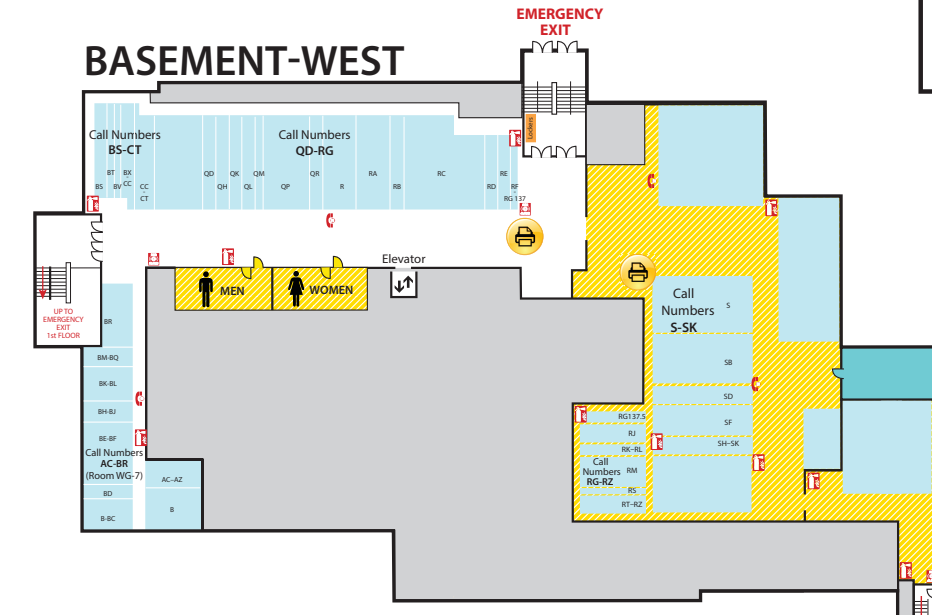 EMERGENCY
EXIT
BASEMENT-WEST
Lockers
Call Numbers
BS-CT
Call Numbers
QD-RG
BS
BT
BV
BX
CC
CC
-
CT
QD
QH
QK
QL
QM
QP
QR
R
RA
RB
RC
RD
RE
RF
RG 137
Elevator
MEN
WOMEN
UP TO
EMERGENCY
EXIT
1st FLOOR
BR
BM-BQ
BK-BL
BH-BJ
BE-BF
Call Numbers
AC-BR
(Room WG-7)
BD
B-BC
AC-AZ
B
Call
Numbers
S-SK
S
SB
SD
SF
SH-SK
RG137.5
RJ
RK-RL
Call
Numbers
RG-RZ
RM
RS
RT-RZ